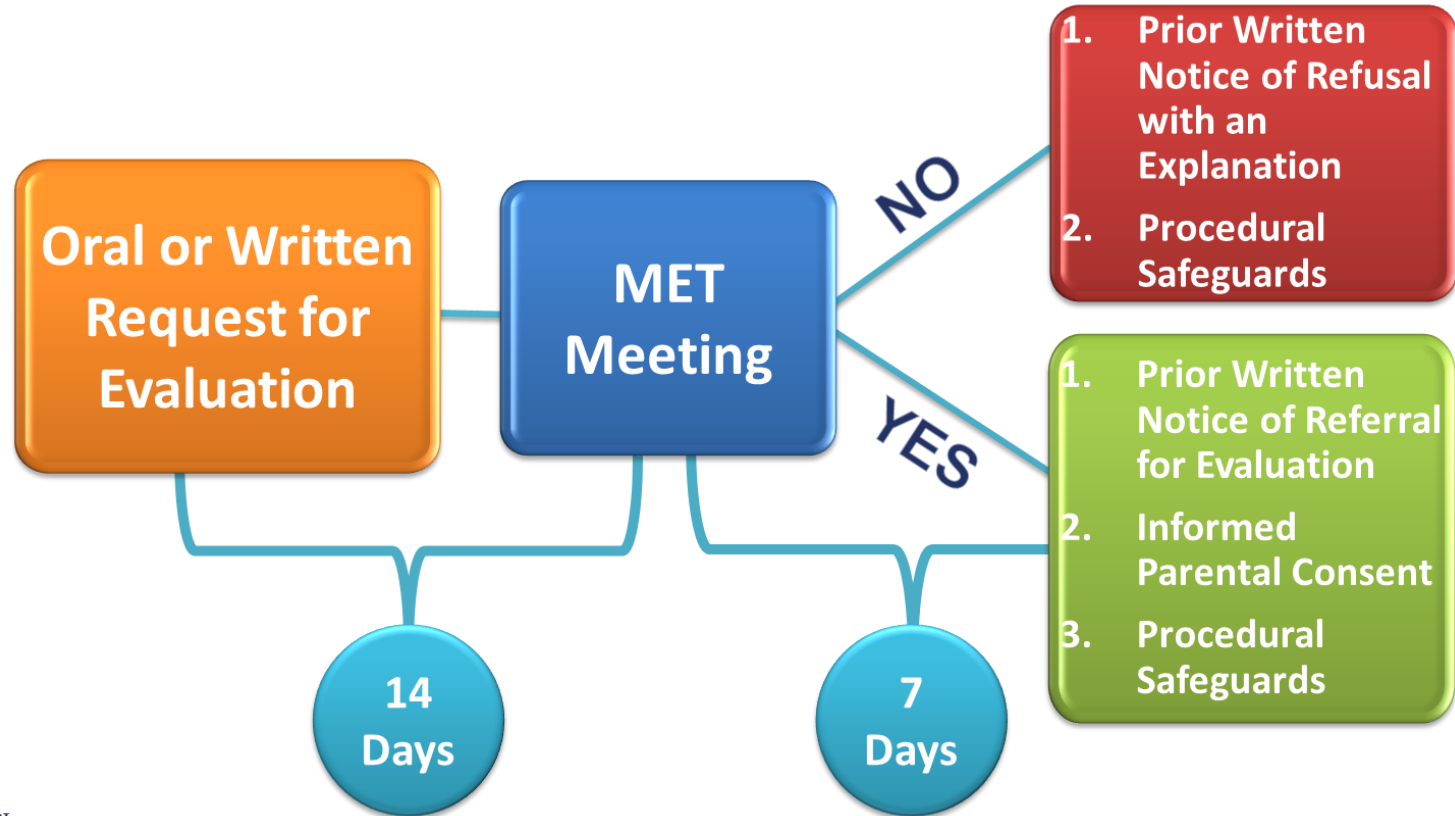 Oral or Written
Request for
Evaluation
MET
Meeting
NO
YES
1. Prior Written
Notice of Refusal
with an
Explanation
2. Procedural
Safeguards
1. Prior Written
Notice of Referral
for Evaluation
2. Informed
Parental Consent
3. Procedural
Safeguards
14
Days
7
Days